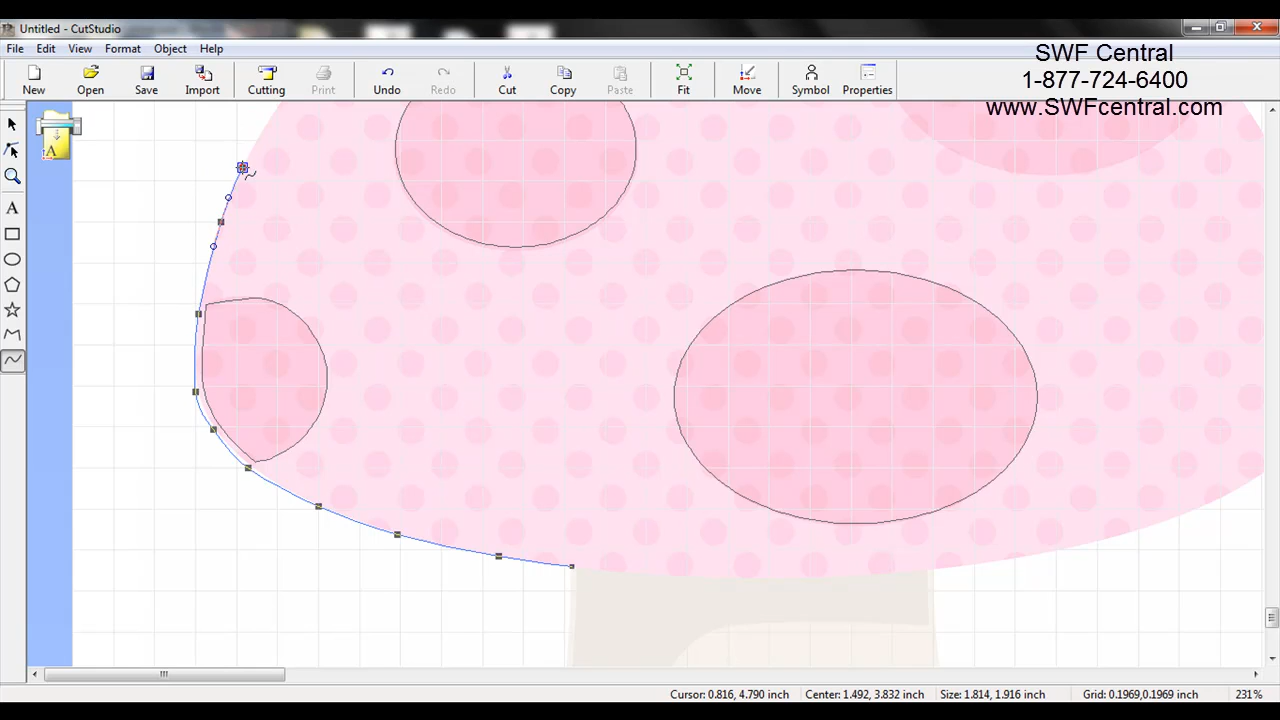 Untitled - CutStudio
File Edit View Format Object Help
SWF Central
1-877-724-6400
www.SWFcentral.com
New Open Save Import Cutting Print Undo Redo Cut Copy Paste Fit Move Symbol Properties
A
A
Cursor: 0.816, 4.790 inch Center: 1.492, 3.832 inch Size: 1.814, 1.916 inch Grid: 0.1969,0.1969 inch 231%